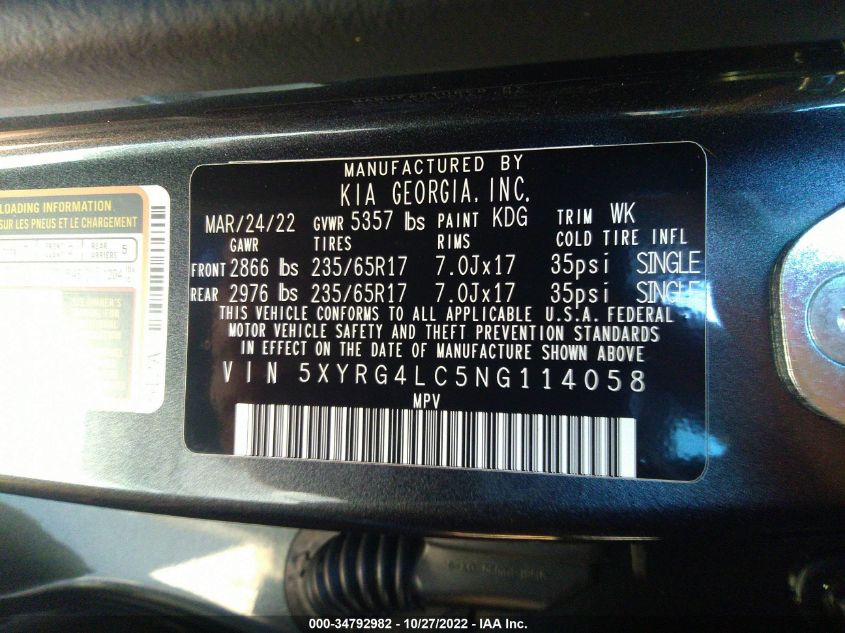 MANUFACTURED BY
KIA GEORGIA, INC.
MAR/24/22 GVWR 5357 lbs PAINT KDG TRIM WK
GAWR TIRES RIMS COLD TIRE INFL
FRONT 2866 lbs 235/65R17 7.0Jx17 35psi SINGLE
REAR 2976 lbs 235/65R17 7.0Jx17 35psi SINGLE
THIS VEHICLE CONFORMS TO ALL APPLICABLE U.S.A. FEDERAL
MOTOR VEHICLE SAFETY AND THEFT PREVENTION STANDARDS
IN EFFECT ON THE DATE OF MANUFACTURE SHOWN ABOVE
VIN 5XYRG4LC5NG114058
MPV
LOADING INFORMATION
SUR LES PNEUS ET LE CHARGEMENT
REAR
ARRIÈRE 5
000-34792982 - 10/27/2022 - IAA Inc.